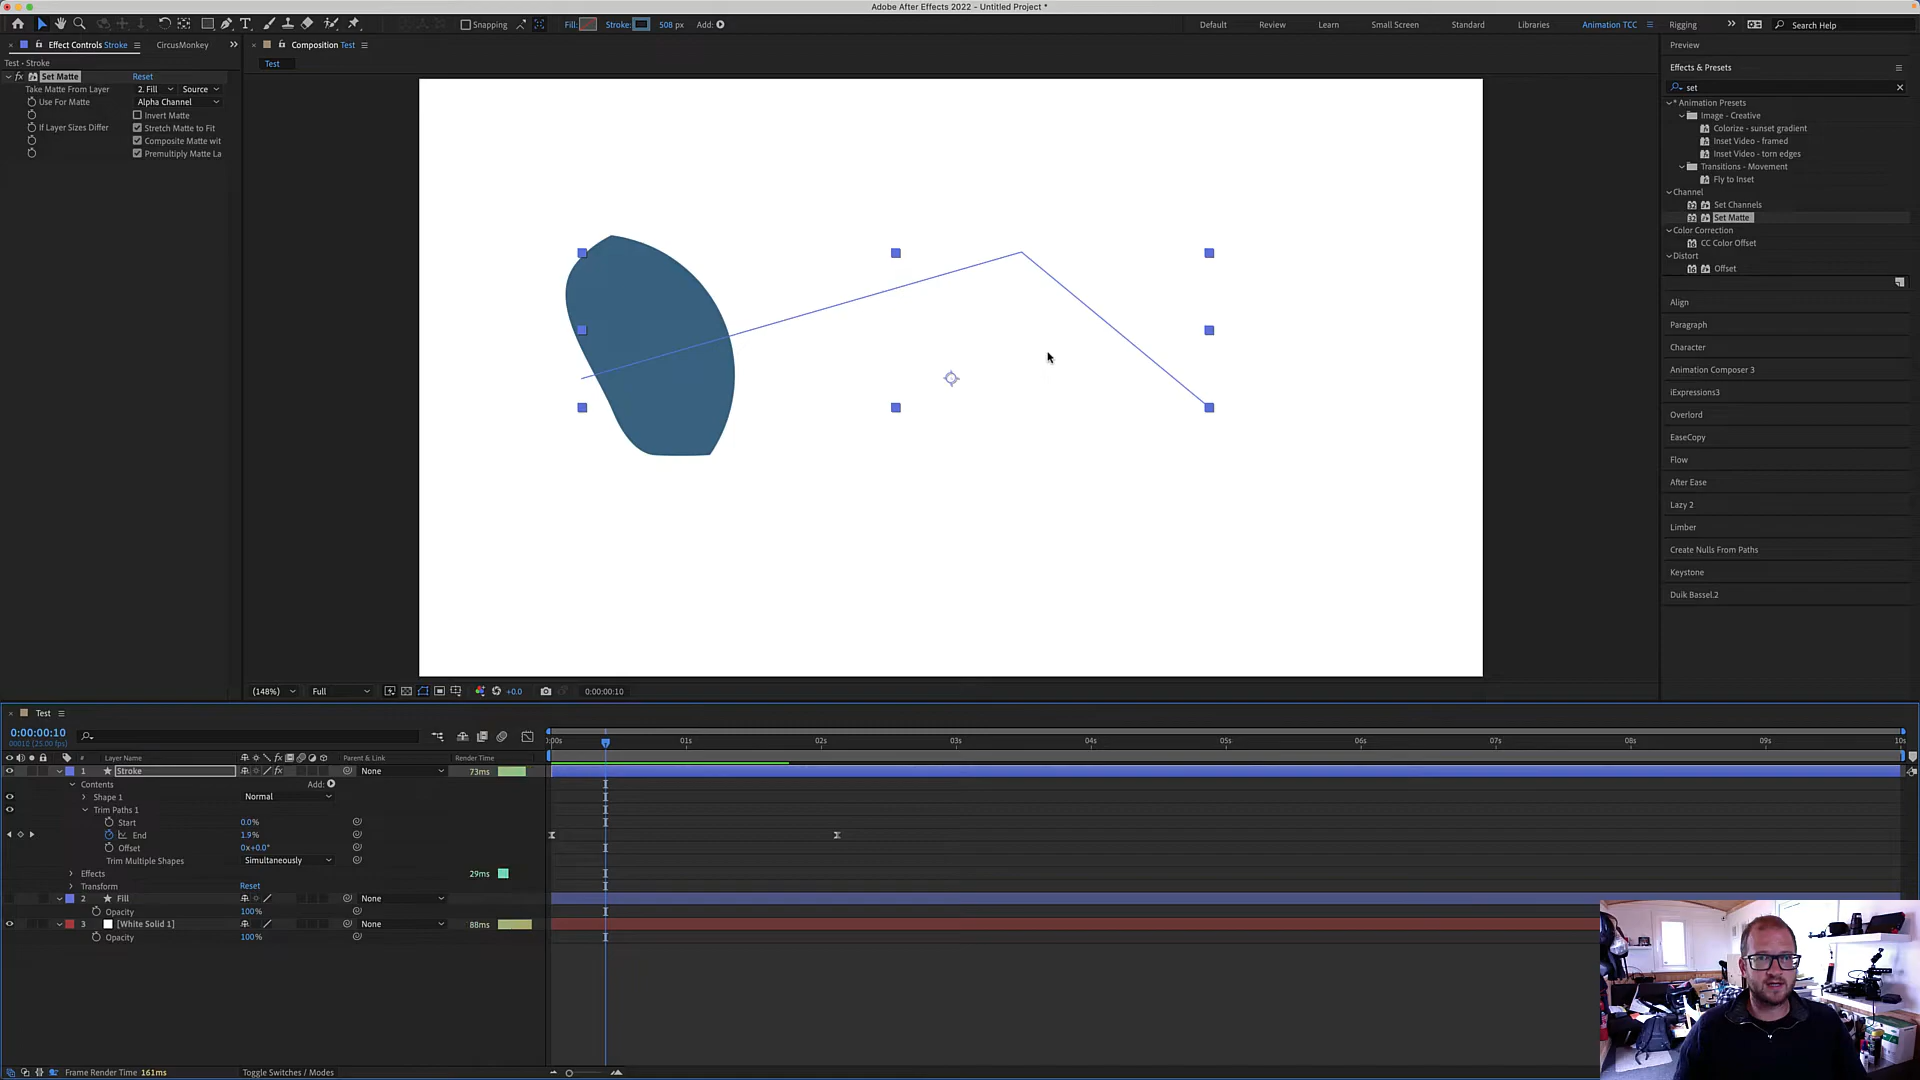 Adobe After Effects 2022 - Untitled Project *
Snapping
Fill:
Stroke:
508 px
Add:
Default
Review
Learn
Small Screen
Standard
Libraries
Animation TCC
Rigging
Search Help
Effect Controls Stroke
CircusMonkey
Composition Test
Preview
Test • Stroke
Test
Effects & Presets
fx Set Matte
Reset
set
Take Matte From Layer
2. Fill
Source
Use For Matte
Alpha Channel
Invert Matte
If Layer Sizes Differ
Stretch Matte to Fit
Composite Matte wit
Premultiply Matte La
* Animation Presets
Image - Creative
Colorize - sunset gradient
Inset Video - framed
Inset Video - torn edges
Transitions - Movement
Fly to Inset
Channel
Set Channels
Set Matte
Color Correction
CC Color Offset
Distort
Offset
Align
Paragraph
Character
Animation Composer 3
iExpressions3
Overlord
EaseCopy
Flow
After Ease
Lazy 2
Limber
Create Nulls From Paths
Keystone
Duik Bassel.2
(148%)
Full
+0.0
0:00:00:10
Test
0:00:00:10
00010 (25.00 fps)
:00s
01s
02s
03s
04s
05s
06s
07s
08s
09s
10s
#
Layer Name
Parent & Link
Render Time
1
Stroke
None
73ms
Contents
Add:
Shape 1
Normal
Trim Paths 1
Start
0.0%
End
1.9%
Offset
0x+0.0°
Trim Multiple Shapes
Simultaneously
Effects
29ms
Transform
Reset
2
Fill
None
Opacity
100%
3
[White Solid 1]
None
88ms
Opacity
100%
Frame Render Time 161ms
Toggle Switches / Modes